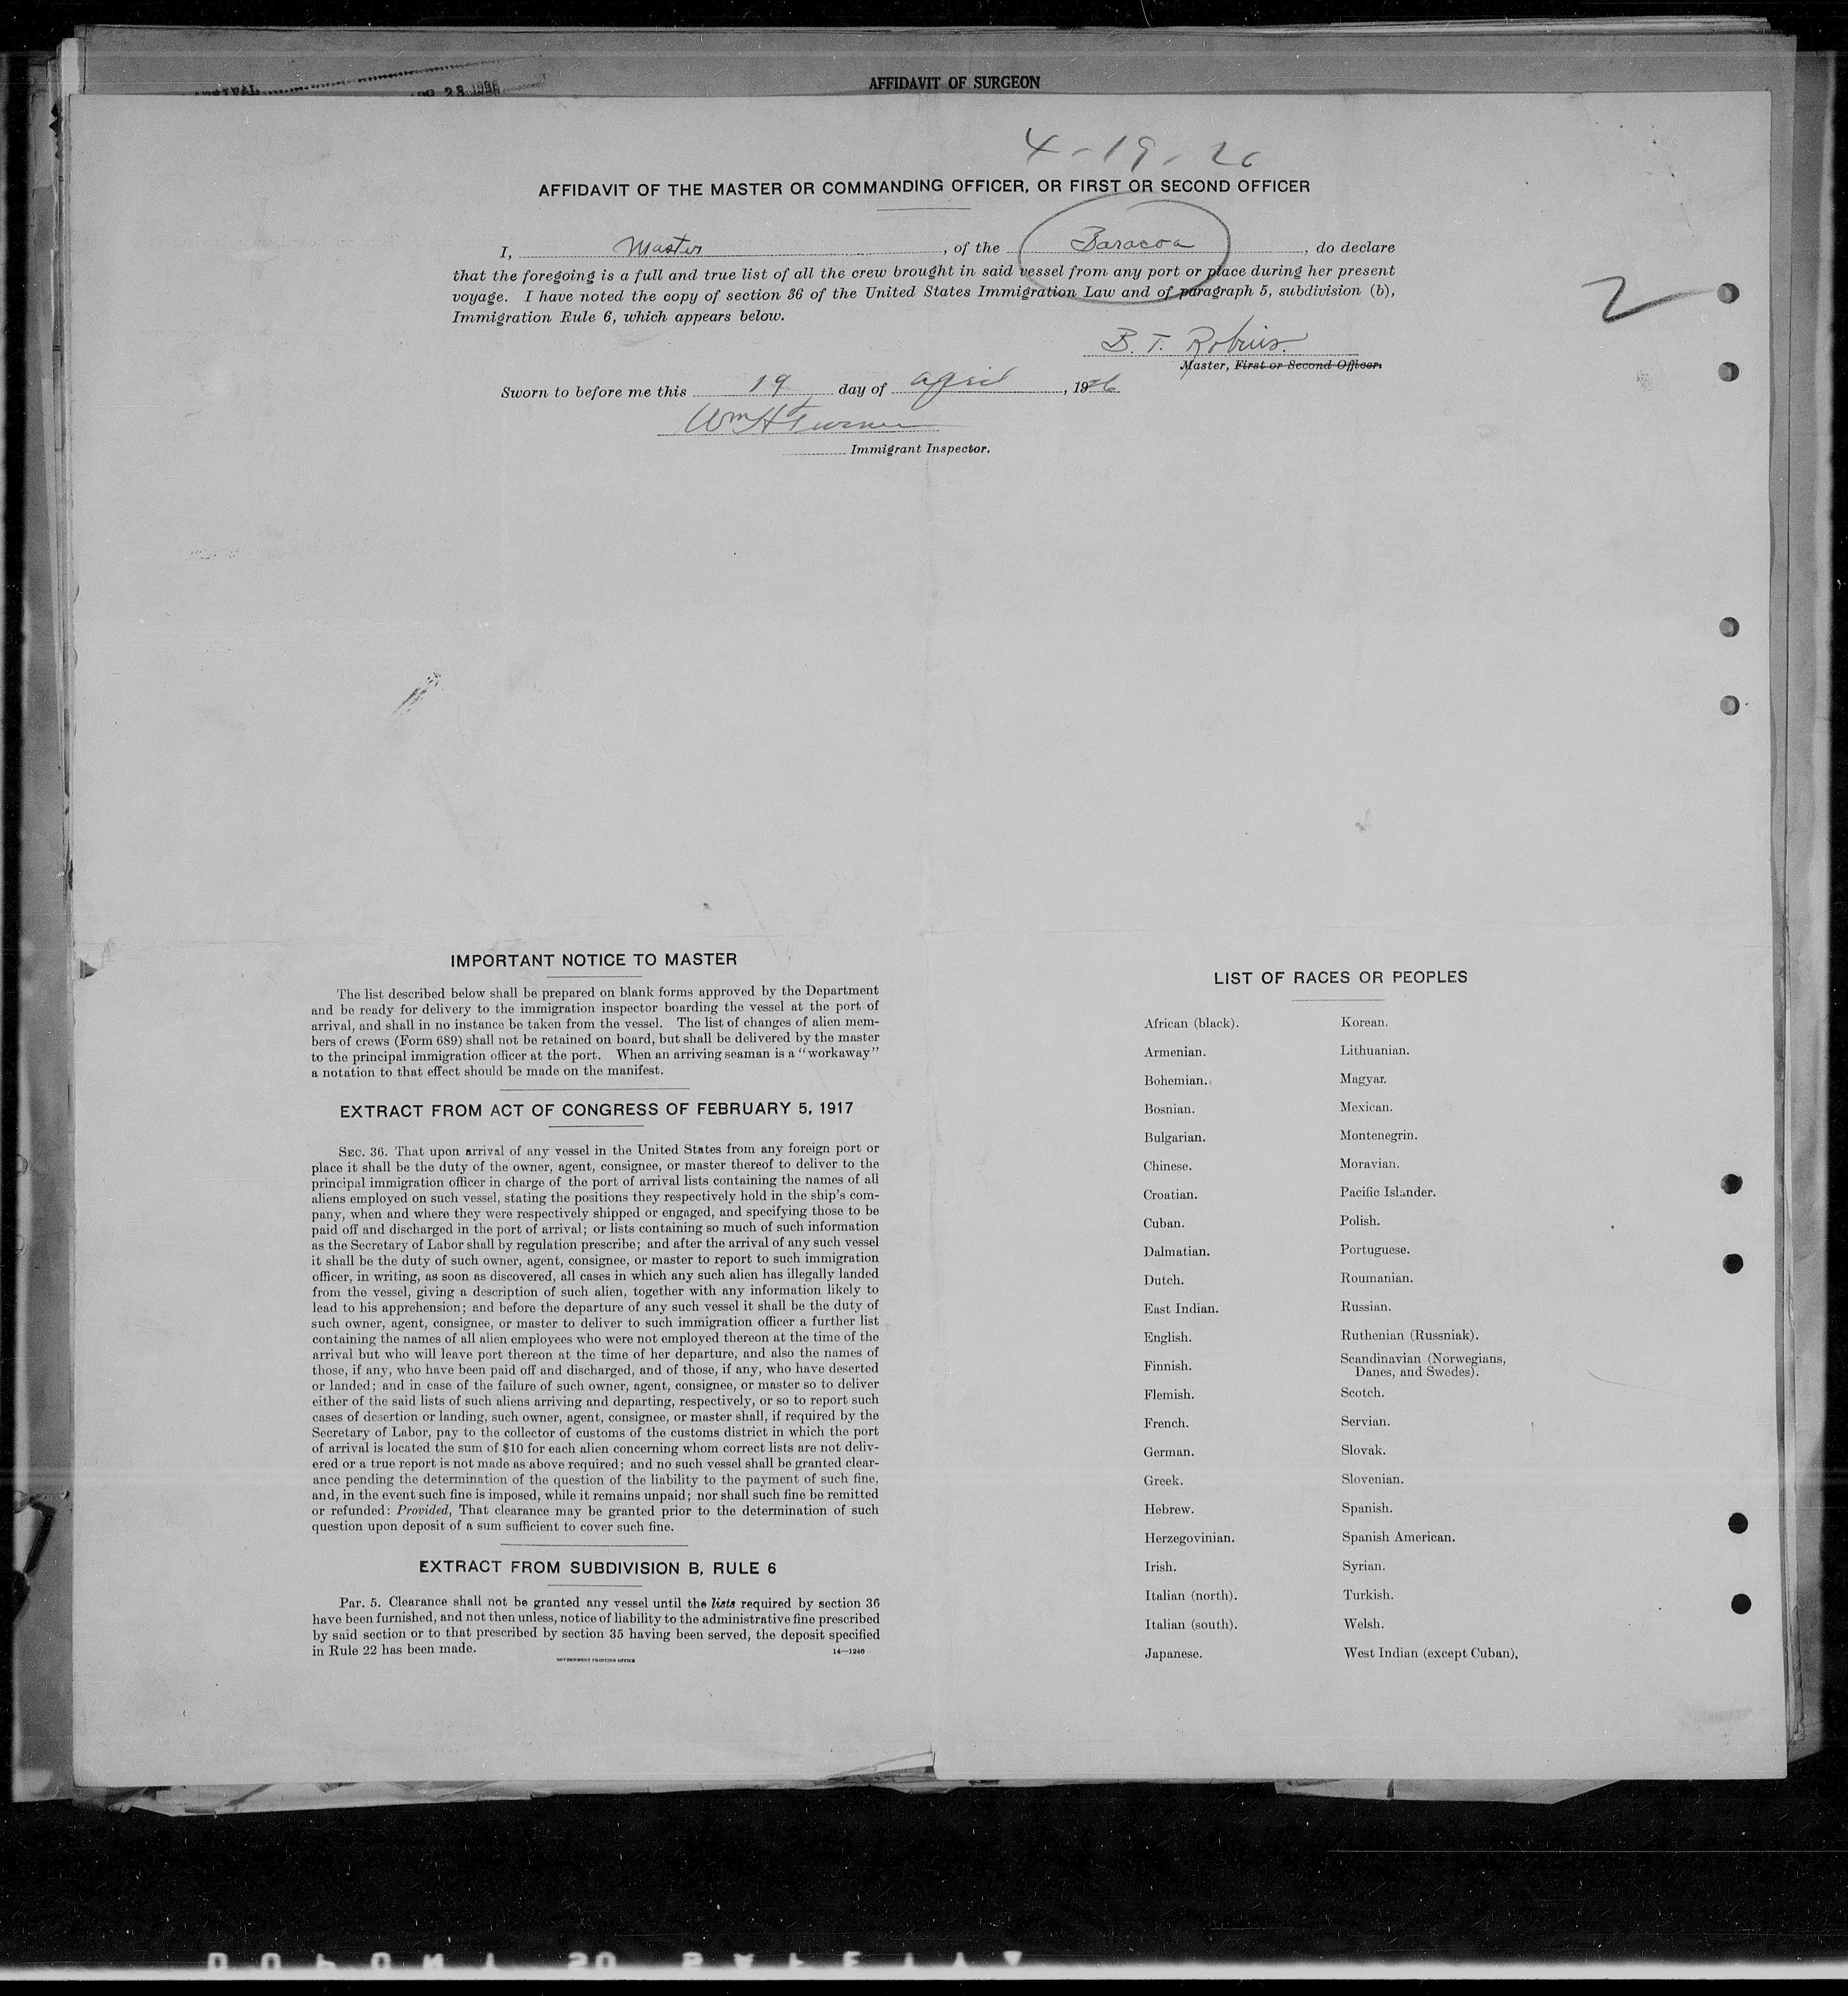 AFFIDAVIT OF SURGEON
4-19-26
AFFIDAVIT OF THE MASTER OR COMMANDING OFFICER, OR FIRST OR SECOND OFFICER
I, Master, of the Baracoa, do declare
that the foregoing is a full and true list of all the crew brought in said vessel from any port or place during her present
voyage. I have noted the copy of section 36 of the United States Immigration Law and of paragraph 5, subdivision (b),
Immigration Rule 6, which appears below.
2
B. T. Robins.
Master, First or Second Officer.
Sworn to before me this 19 day of April, 1926
Wm H Turner
Immigrant Inspector.
IMPORTANT NOTICE TO MASTER
The list described below shall be prepared on blank forms approved by the Department
and be ready for delivery to the immigration inspector boarding the vessel at the port of
arrival, and shall in no instance be taken from the vessel. The list of changes of alien mem-
bers of crews (Form 689) shall not be retained on board, but shall be delivered by the master
to the principal immigration officer at the port. When an arriving seaman is a "workaway"
a notation to that effect should be made on the manifest.
EXTRACT FROM ACT OF CONGRESS OF FEBRUARY 5, 1917
SEC. 36. That upon arrival of any vessel in the United States from any foreign port or
place it shall be the duty of the owner, agent, consignee, or master thereof to deliver to the
principal immigration officer in charge of the port of arrival lists containing the names of all
aliens employed on such vessel, stating the positions they respectively hold in the ship's com-
pany, when and where they were respectively shipped or engaged, and specifying those to be
paid off and discharged in the port of arrival; or lists containing so much of such information
as the Secretary of Labor shall by regulation prescribe; and after the arrival of any such vessel
it shall be the duty of such owner, agent, consignee, or master to report to such immigration
officer, in writing, as soon as discovered, all cases in which any such alien has illegally landed
from the vessel, giving a description of such alien, together with any information likely to
lead to his apprehension; and before the departure of any such vessel it shall be the duty of
such owner, agent, consignee, or master to deliver to such immigration officer a further list
containing the names of all alien employees who were not employed thereon at the time of the
arrival but who will leave port thereon at the time of her departure, and also the names of
those, if any, who have been paid off and discharged, and of those, if any, who have deserted
or landed; and in case of the failure of such owner, agent, consignee, or master so to deliver
either of the said lists of such aliens arriving and departing, respectively, or so to report such
cases of desertion or landing, such owner, agent, consignee, or master shall, if required by the
Secretary of Labor, pay to the collector of customs of the customs district in which the port
of arrival is located the sum of $10 for each alien concerning whom correct lists are not deliv-
ered or a true report is not made as above required; and no such vessel shall be granted clear-
ance pending the determination of the question of the liability to the payment of such fine,
and, in the event such fine is imposed, while it remains unpaid; nor shall such fine be remitted
or refunded: Provided, That clearance may be granted prior to the determination of such
question upon deposit of a sum sufficient to cover such fine.
EXTRACT FROM SUBDIVISION B, RULE 6
Par. 5. Clearance shall not be granted any vessel until the lists required by section 36
have been furnished, and not then unless, notice of liability to the administrative fine prescribed
by said section or to that prescribed by section 35 having been served, the deposit specified
in Rule 22 has been made.
14—1240
GOVERNMENT PRINTING OFFICE
LIST OF RACES OR PEOPLES
African (black). Korean.
Armenian. Lithuanian.
Bohemian. Magyar.
Bosnian. Mexican.
Bulgarian. Montenegrin.
Chinese. Moravian.
Croatian. Pacific Islander.
Cuban. Polish.
Dalmatian. Portuguese.
Dutch. Roumanian.
East Indian. Russian.
English. Ruthenian (Russniak).
Finnish. Scandinavian (Norwegians,
Danes, and Swedes).
Flemish. Scotch.
French. Servian.
German. Slovak.
Greek. Slovenian.
Hebrew. Spanish.
Herzegovinian. Spanish American.
Irish. Syrian.
Italian (north). Turkish.
Italian (south). Welsh.
Japanese. West Indian (except Cuban).